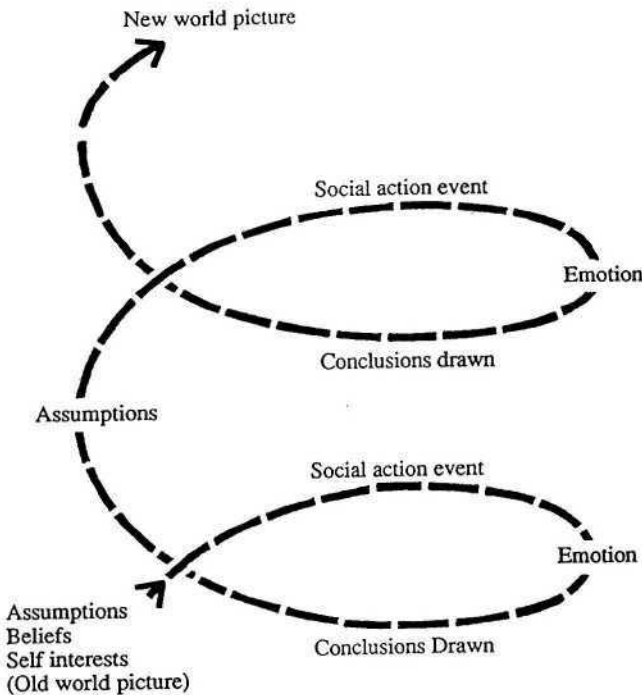 New world picture
Social action event
Emotion
Conclusions drawn
Assumptions
Social action event
Emotion
Assumptions
Beliefs
Self interests
(Old world picture)
Conclusions Drawn